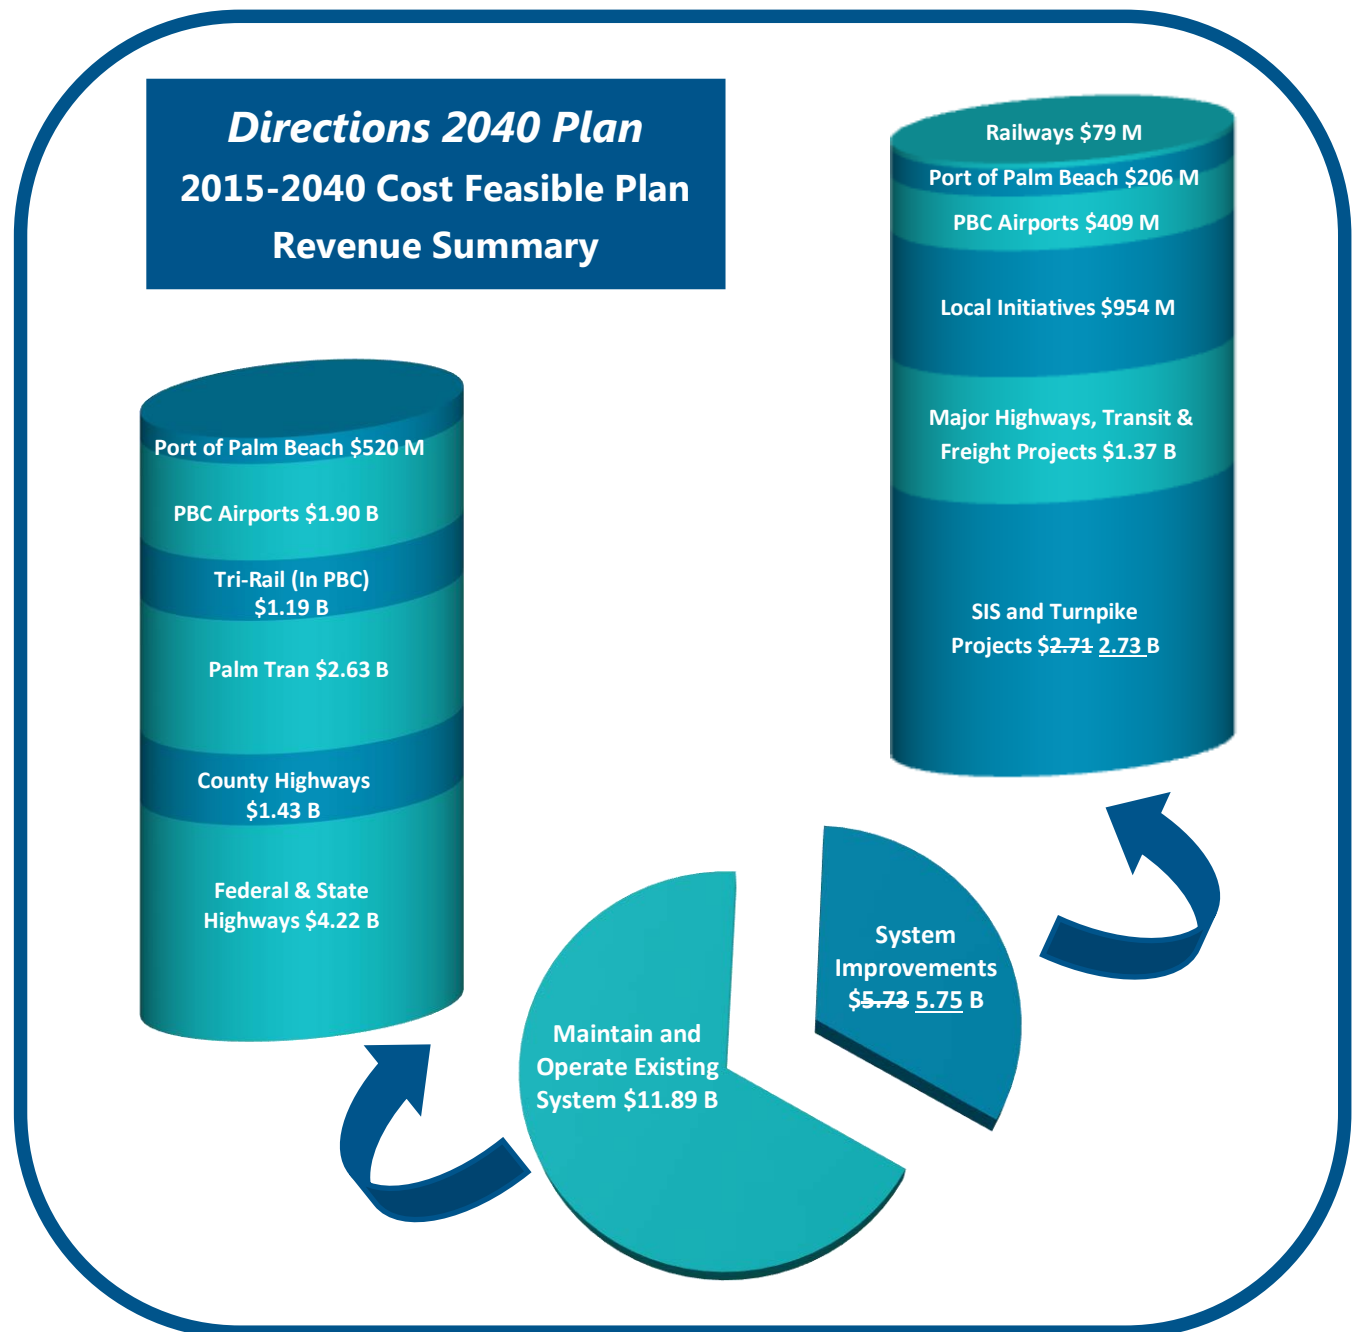 Directions 2040 Plan
2015-2040 Cost Feasible Plan
Revenue Summary
Railways $79 M
Port of Palm Beach $206 M
PBC Airports $409 M
Local Initiatives $954 M
Major Highways, Transit &
Freight Projects $1.37 B
SIS and Turnpike
Projects $2.71 2.73 B
Port of Palm Beach $520 M
PBC Airports $1.90 B
Tri-Rail (In PBC)
$1.19 B
Palm Tran $2.63 B
County Highways
$1.43 B
Federal & State
Highways $4.22 B
System
Improvements
$5.73 5.75 B
Maintain and
Operate Existing
System $11.89 B